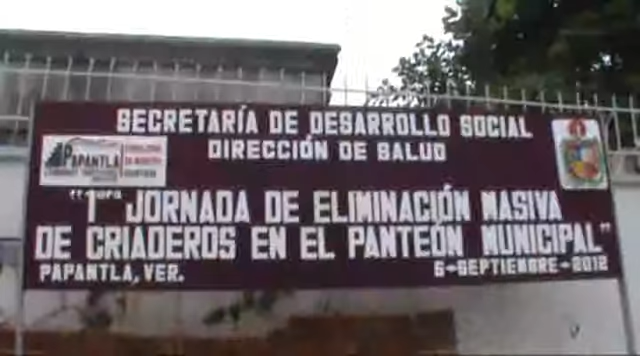 SECRETARÍA DE DESARROLLO SOCIAL
DIRECCIÓN DE SALUD
PAPANTLA
"1ra JORNADA DE ELIMINACIÓN MASIVA
DE CRIADEROS EN EL PANTEÓN MUNICIPAL"
PAPANTLA, VER.
6-SEPTIEMBRE-2012